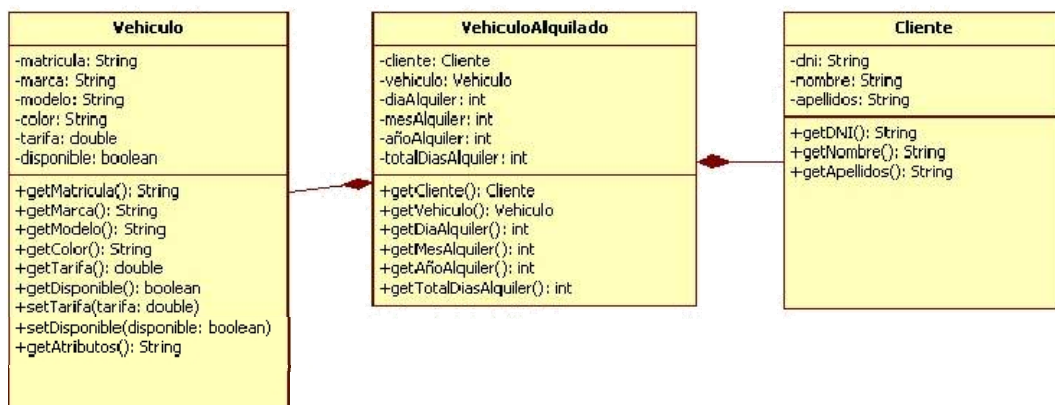 Vehiculo
-matricula: String
-marca: String
-modelo: String
-color: String
-tarifa: double
-disponible: boolean
+getMatricula(): String
+getMarca(): String
+getModelo(): String
+getColor(): String
+getTarifa(): double
+getDisponible(): boolean
+setTarifa(tarifa: double)
+setDisponible(disponible: boolean)
+getAtributos(): String
VehiculoAlquilado
-cliente: Cliente
-vehiculo: Vehiculo
-diaAlquiler: int
-mesAlquiler: int
-añoAlquiler: int
-totalDiasAlquiler: int
+getCliente(): Cliente
+getVehiculo(): Vehiculo
+getDiaAlquiler(): int
+getMesAlquiler(): int
+getAñoAlquiler(): int
+getTotalDiasAlquiler(): int
Cliente
-dni: String
-nombre: String
-apellidos: String
+getDNI(): String
+getNombre(): String
+getApellidos(): String